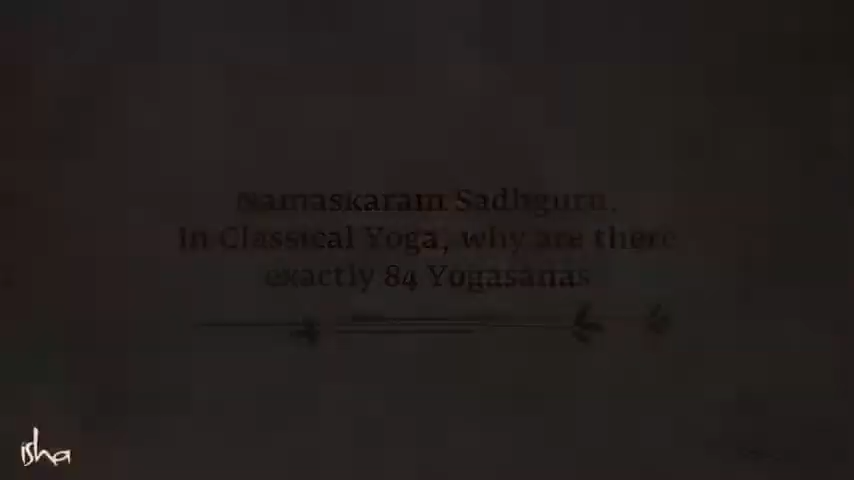 Namaskaram Sadhguru.
In Classical Yoga, why are there
exactly 84 Yogasanas
isha